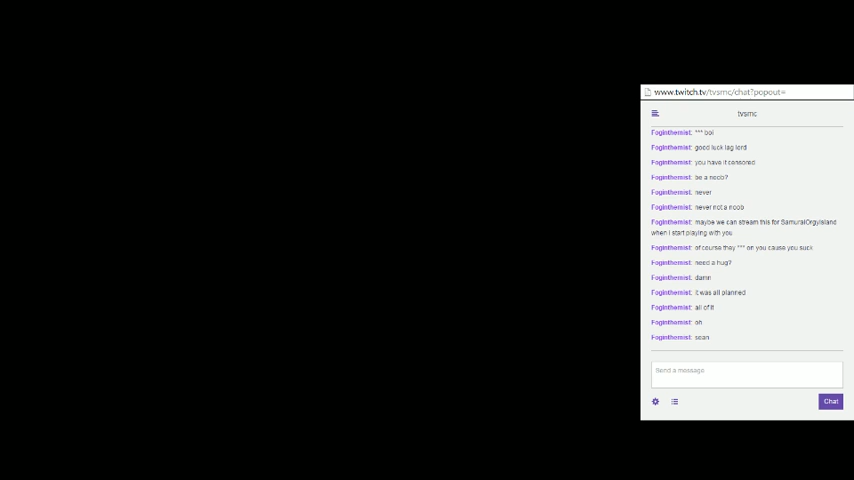 www.twitch.tv/tvsmc/chat?popout=
tvsmc
Foginthemist: *** boi
Foginthemist: good luck lag lord
Foginthemist: you have it censored
Foginthemist: be a noob?
Foginthemist: never
Foginthemist: never not a noob
Foginthemist: maybe we can stream this for SamuraiOrgyIsland
when I start playing with you
Foginthemist: of course they *** on you cause you suck
Foginthemist: need a hug?
Foginthemist: damn
Foginthemist: it was all planned
Foginthemist: all of it
Foginthemist: oh
Foginthemist: sean
Send a message
Chat